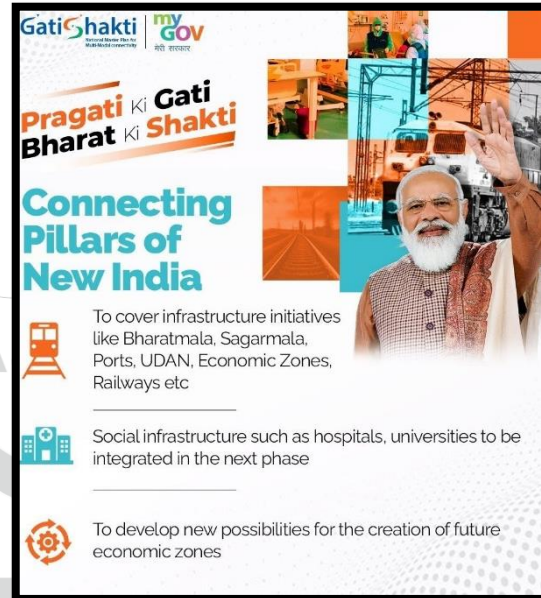 GatiShakti
National Master Plan for
Multi-Modal connectivity
my
GOV
मेरी सरकार
Pragati Ki Gati
Bharat Ki Shakti
Connecting
Pillars of
New India
To cover infrastructure initiatives
like Bharatmala, Sagarmala,
Ports, UDAN, Economic Zones,
Railways etc
Social infrastructure such as hospitals, universities to be
integrated in the next phase
To develop new possibilities for the creation of future
economic zones